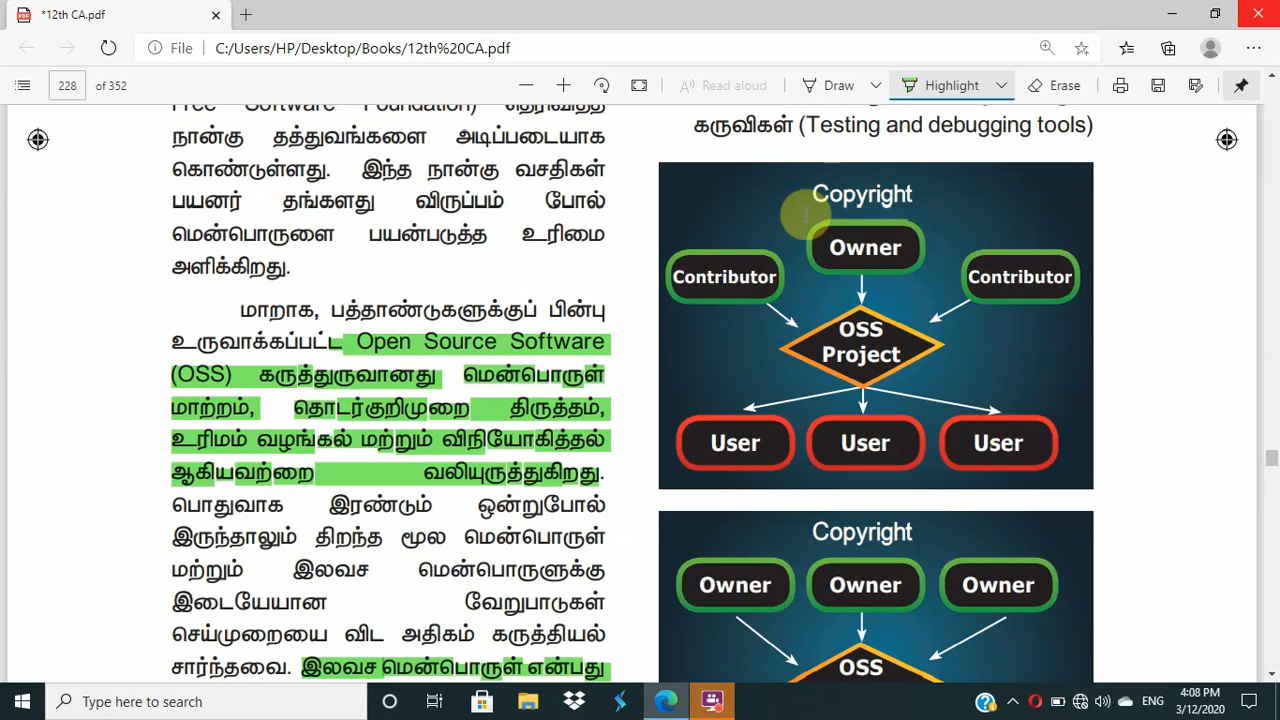 *12th CA.pdf
File C:/Users/HP/Desktop/Books/12th%20CA.pdf
228 of 352
Read aloud Draw Highlight Erase
Free Software Foundation) தெரிவித்த
நான்கு தத்துவங்களை அடிப்படையாக
கொண்டுள்ளது. இந்த நான்கு வசதிகள்
பயனர் தங்களது விருப்பம் போல்
மென்பொருளை பயன்படுத்த உரிமை
அளிக்கிறது.
மாறாக, பத்தாண்டுகளுக்குப் பின்பு
உருவாக்கப்பட்ட Open Source Software
(OSS) கருத்துருவானது மென்பொருள்
மாற்றம், தொடர்குறிமுறை திருத்தம்,
உரிமம் வழங்கல் மற்றும் விநியோகித்தல்
ஆகியவற்றை வலியுருத்துகிறது.
பொதுவாக இரண்டும் ஒன்றுபோல்
இருந்தாலும் திறந்த மூல மென்பொருள்
மற்றும் இலவச மென்பொருளுக்கு
இடையேயான வேறுபாடுகள்
செய்முறையை விட அதிகம் கருத்தியல்
சார்ந்தவை. இலவச மென்பொருள் என்பது
கருவிகள் (Testing and debugging tools)
Copyright
Owner
Contributor Contributor
OSS
Project
User User User
Copyright
Owner Owner Owner
OSS
Type here to search
ENG
4:08 PM
3/12/2020